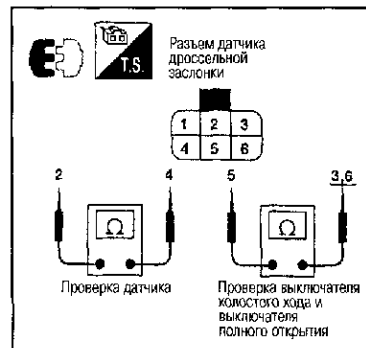 T.S.
Разъем датчика
дроссельной
заслонки
1 2 3
4 5 6
2 4 5 3,6
Ω Ω
Проверка датчика
Проверка выключателя
холостого хода и
выключателя
полного открытия